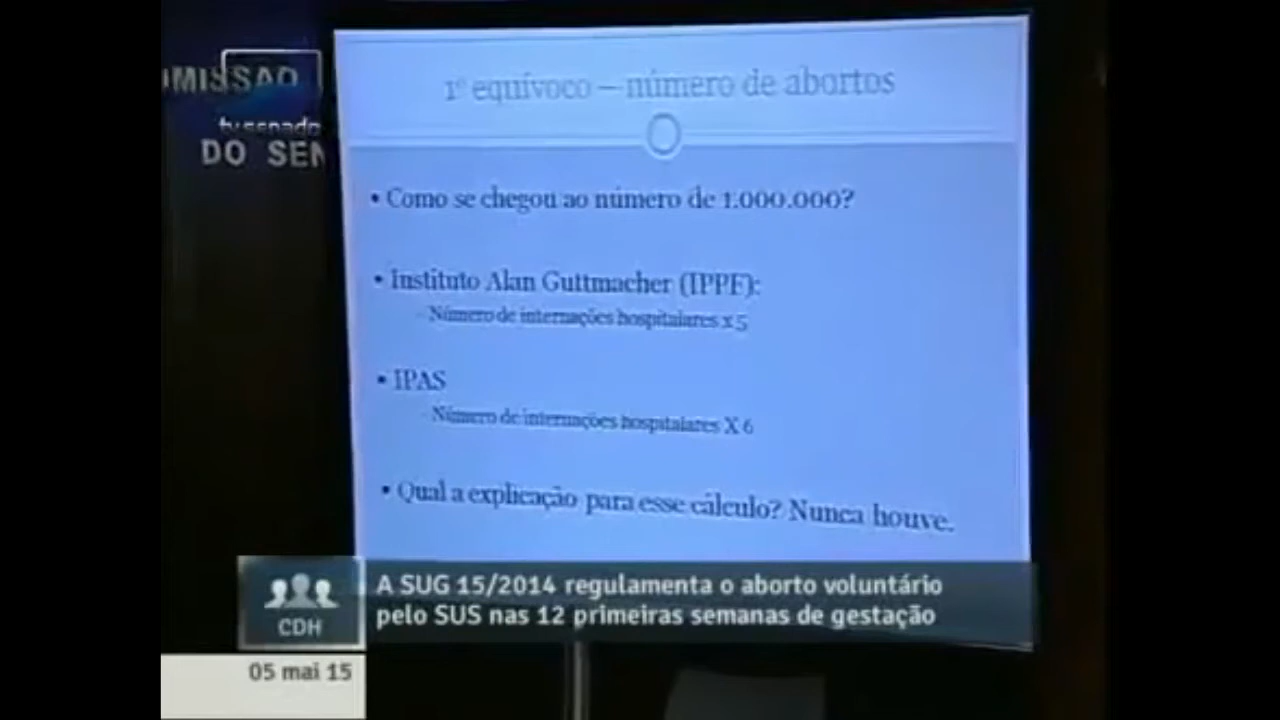 MISSAO
tv senado
DO SEN
1º equívoco – número de abortos
• Como se chegou ao número de 1.000.000?
• Instituto Alan Guttmacher (IPPF):
- Número de internações hospitalares x 5
• IPAS
- Número de internações hospitalares X 6
• Qual a explicação para esse cálculo? Nunca houve.
A SUG 15/2014 regulamenta o aborto voluntário
pelo SUS nas 12 primeiras semanas de gestação
CDH
05 mai 15